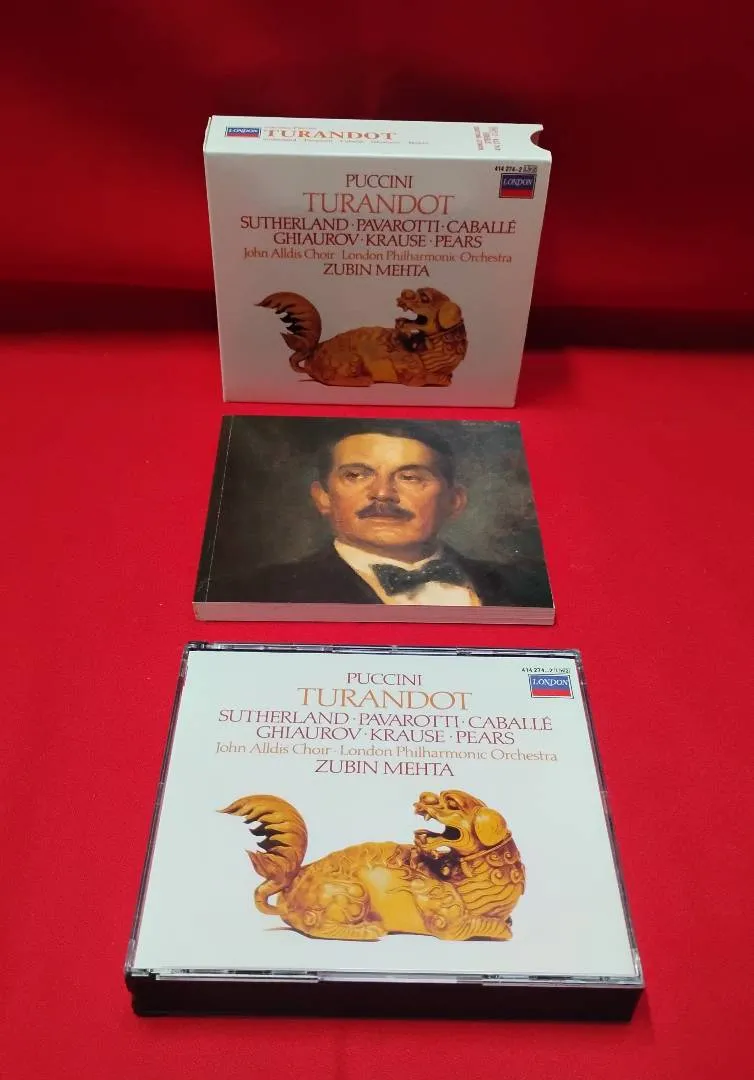 LONDON
TURANDOT
414 274-2
LONDON
PUCCINI
TURANDOT
SUTHERLAND · PAVAROTTI · CABALLÉ
GHIAUROV · KRAUSE · PEARS
John Alldis Choir · London Philharmonic Orchestra
ZUBIN MEHTA
414 274-2
LONDON
PUCCINI
TURANDOT
SUTHERLAND · PAVAROTTI · CABALLÉ
GHIAUROV · KRAUSE · PEARS
John Alldis Choir · London Philharmonic Orchestra
ZUBIN MEHTA